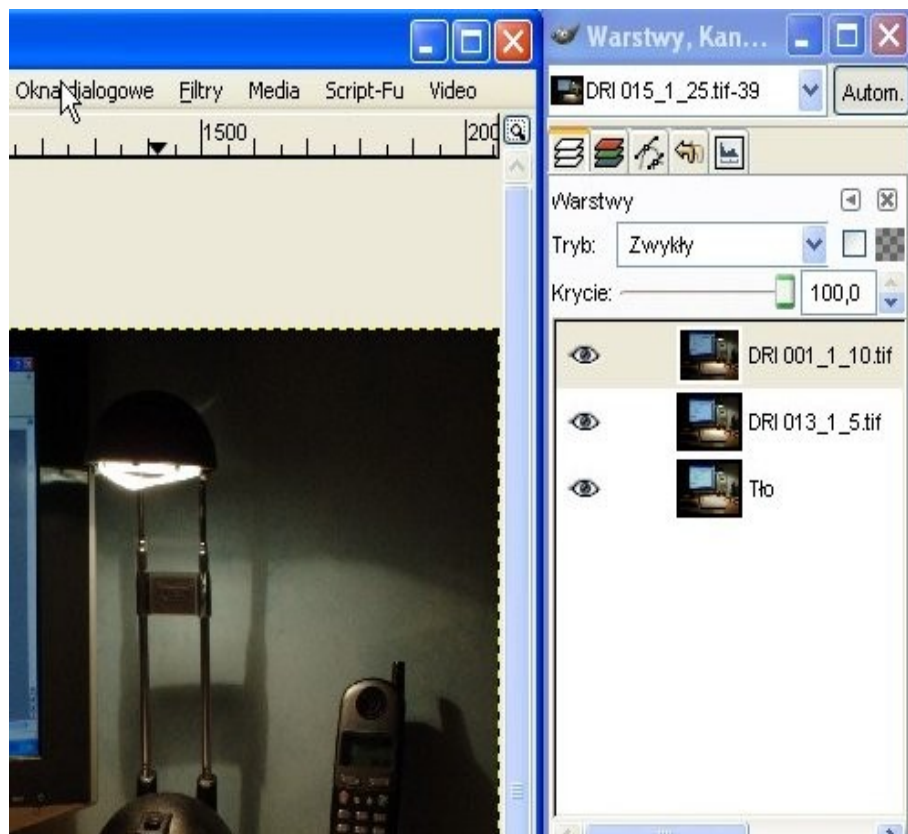 Okna dialogowe Filtry Media Script-Fu Video
1500
200
Warstwy, Kan...
DRI 015_1_25.tif-39 Autom.
Warstwy
Tryb: Zwykły
Krycie: 100,0
DRI 001_1_10.tif
DRI 013_1_5.tif
Tło